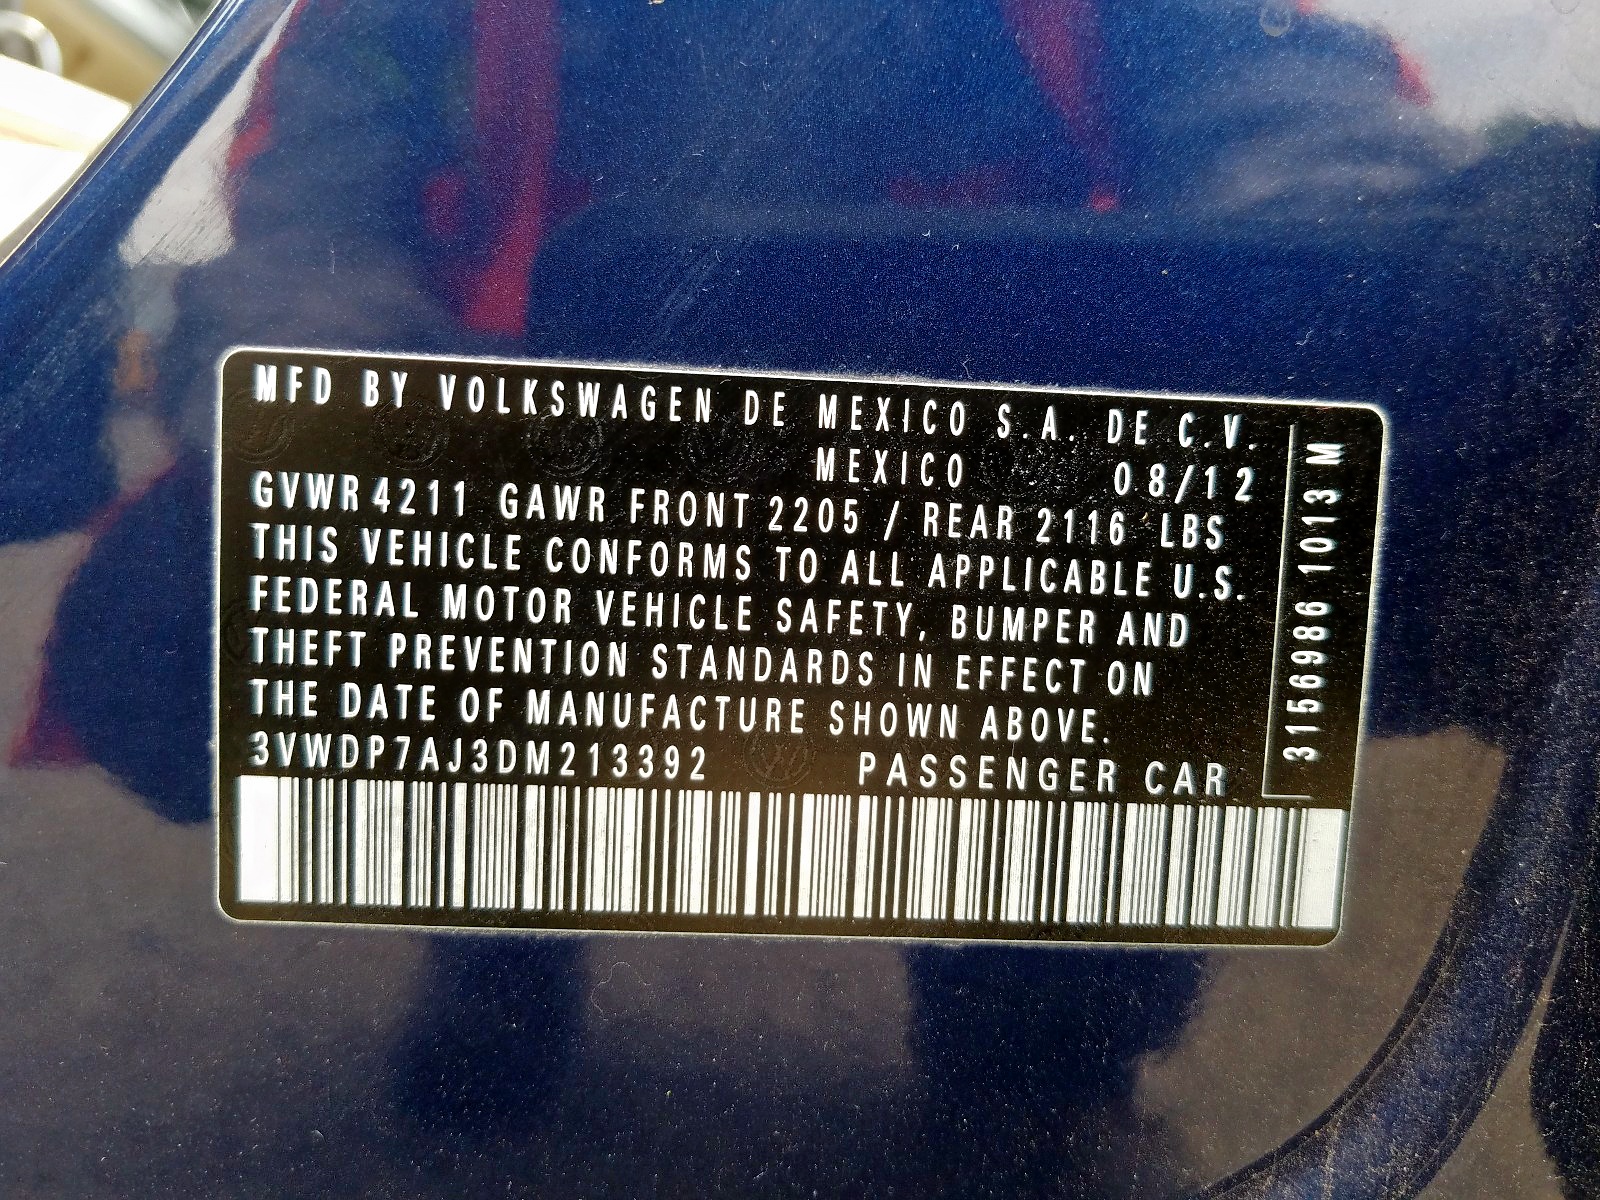 MFD BY VOLKSWAGEN DE MEXICO S.A. DE C.V.
MEXICO 08/12
GVWR 4211 GAWR FRONT 2205 / REAR 2116 LBS
THIS VEHICLE CONFORMS TO ALL APPLICABLE U.S.
FEDERAL MOTOR VEHICLE SAFETY, BUMPER AND
THEFT PREVENTION STANDARDS IN EFFECT ON
THE DATE OF MANUFACTURE SHOWN ABOVE.
3VWDP7AJ3DM213392 PASSENGER CAR
3156986 1013 M